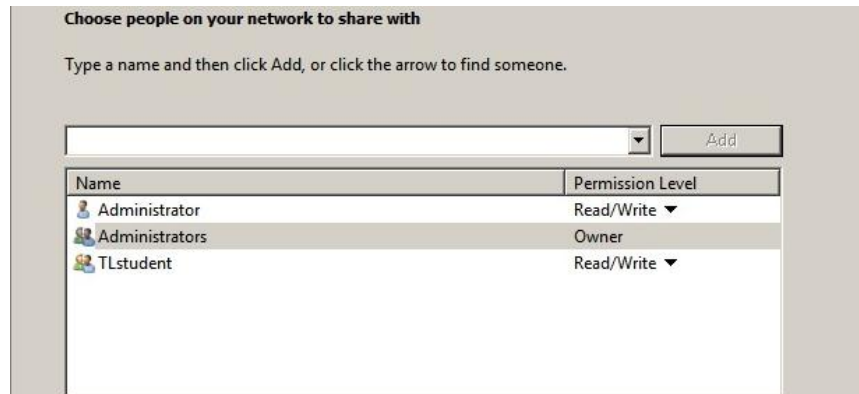 Choose people on your network to share with
Type a name and then click Add, or click the arrow to find someone.
Add
Name Permission Level
Administrator Read/Write
Administrators Owner
TLstudent Read/Write